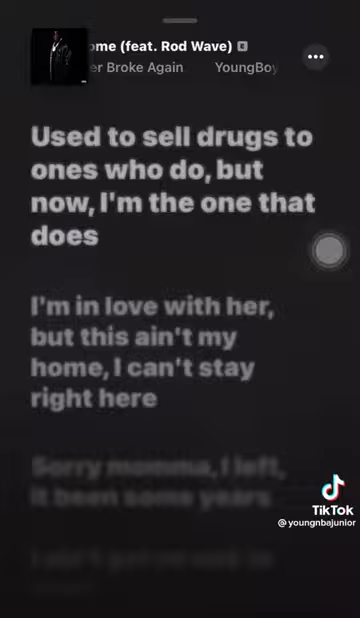 ome (feat. Rod Wave) E
er Broke Again YoungBoy
Used to sell drugs to
ones who do, but
now, I'm the one that
does
I'm in love with her,
but this ain't my
home, I can't stay
right here
Sorry momma, I left,
it been some years
TikTok
@youngnbajunior